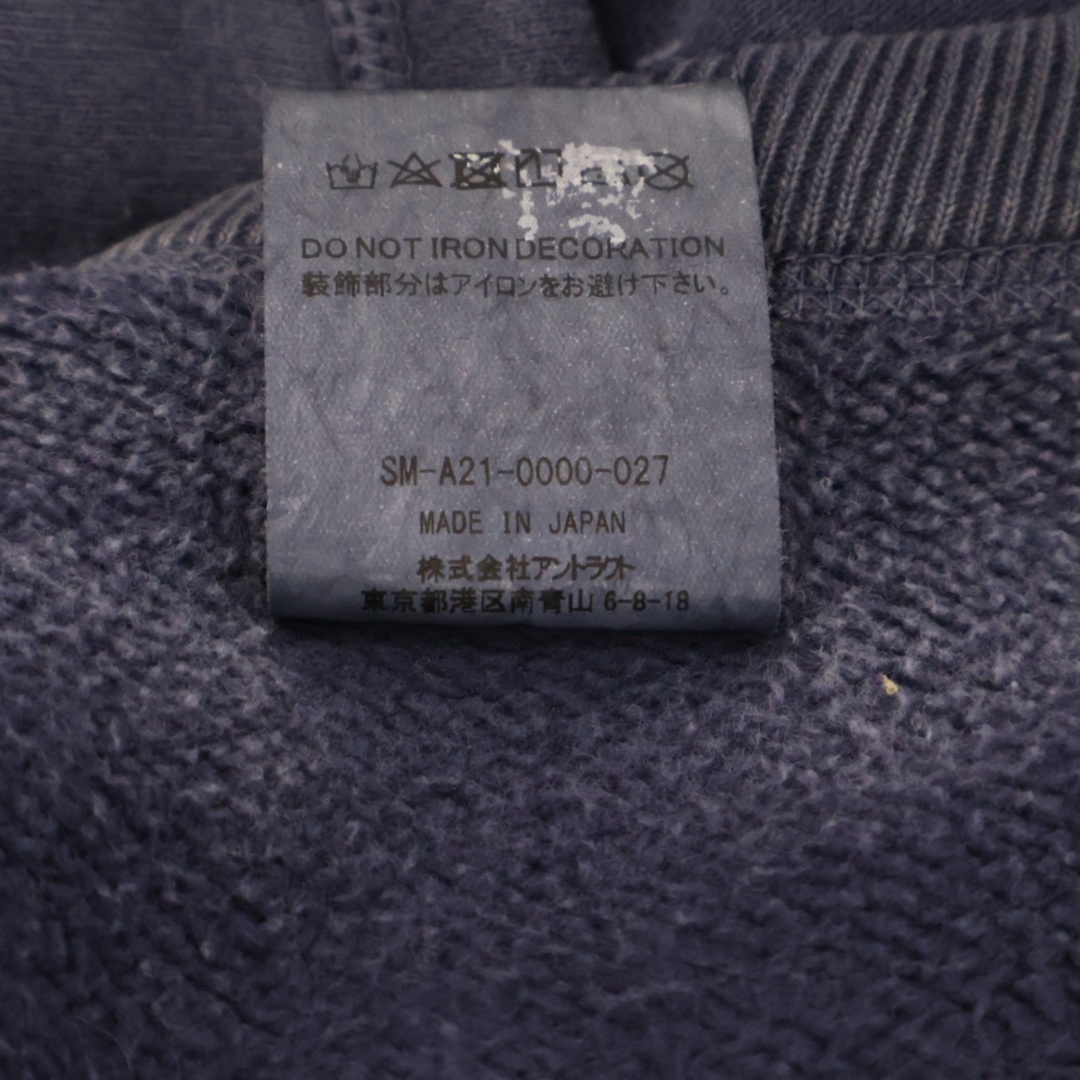 DO NOT IRON DECORATION
装飾部分はアイロンをお避け下さい。
SM-A21-0000-027
MADE IN JAPAN
株式会社アントラクト
東京都港区南青山 6-8-18